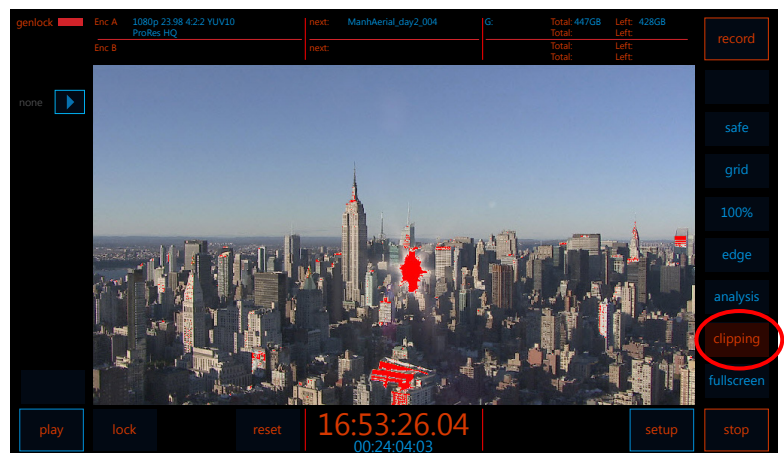 genlock
Enc A 1080p 23.98 4:2:2 YUV10
ProRes HQ
next: ManhAerial_day2_004
G: Total: 447GB Left: 428GB
Total: Left:
record
Enc B
next:
Total: Left:
Total: Left:
none
safe
grid
100%
edge
analysis
clipping
fullscreen
play
lock
reset
16:53:26.04
00:24:04:03
setup
stop